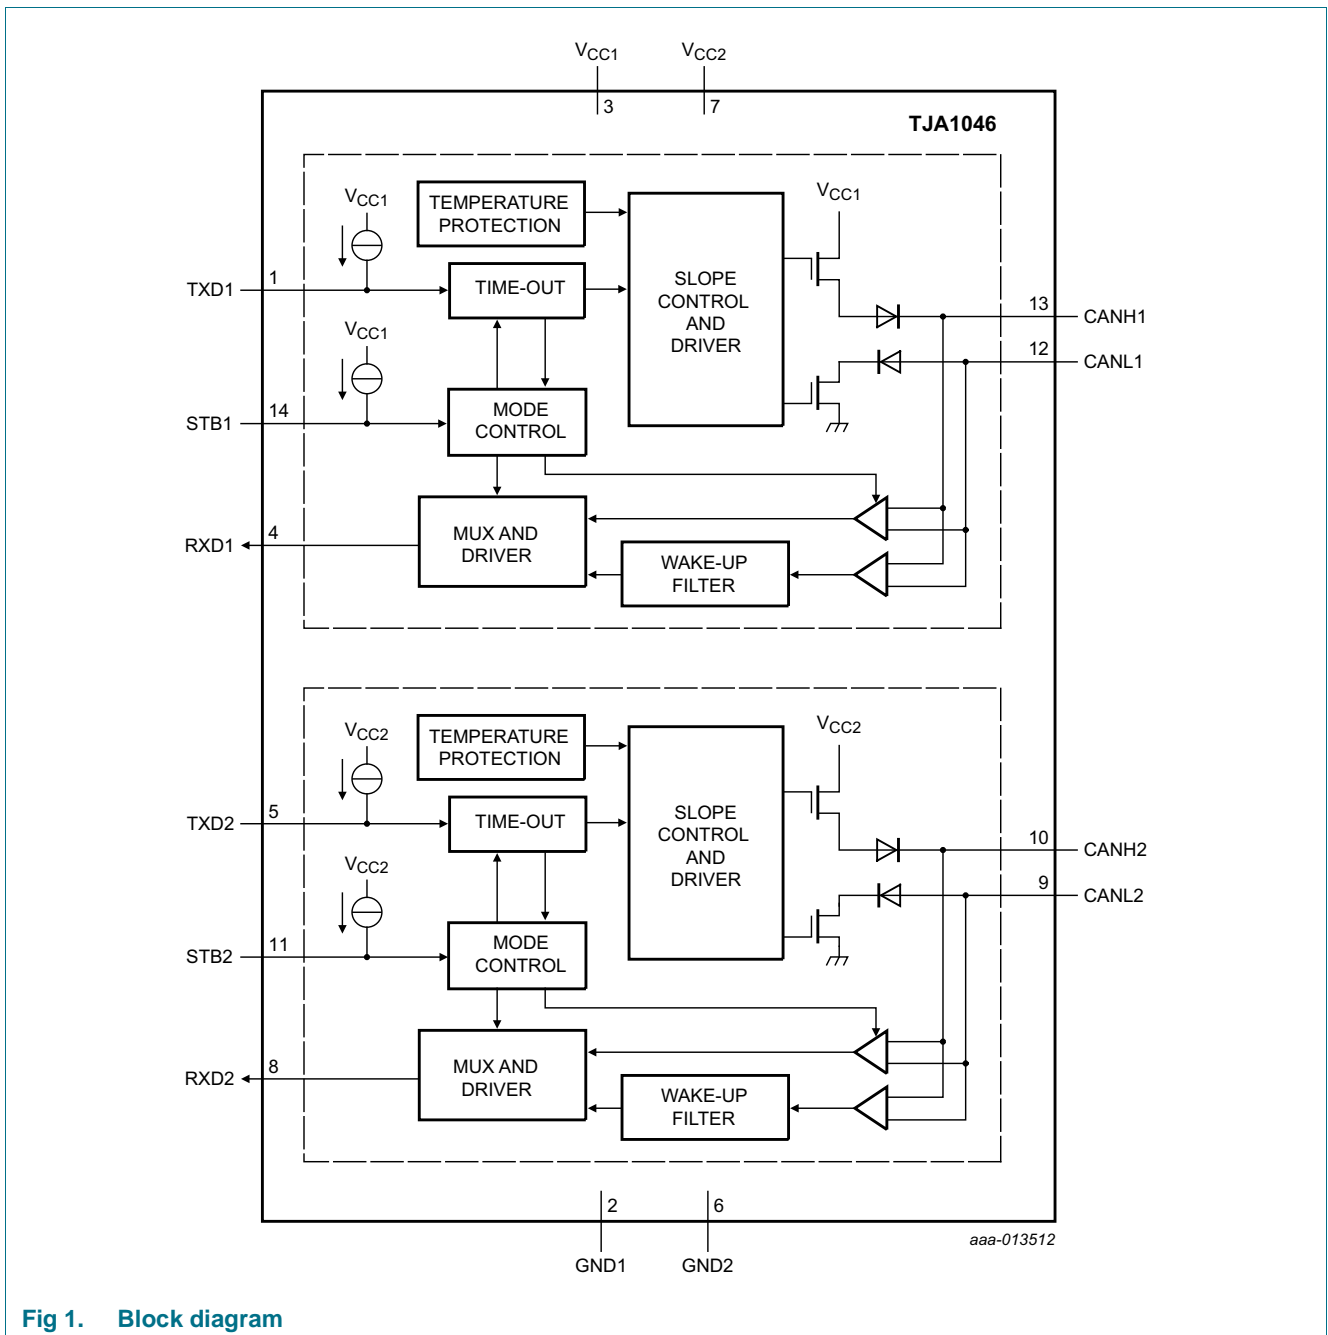 VCC1 VCC2
3 7
TJA1046
VCC1
TEMPERATURE
PROTECTION
VCC1
SLOPE
CONTROL
AND
DRIVER
TXD1 1
TIME-OUT
13 CANH1
VCC1
12 CANL1
STB1 14
MODE
CONTROL
RXD1 4
MUX AND
DRIVER
WAKE-UP
FILTER
VCC2
TEMPERATURE
PROTECTION
VCC2
SLOPE
CONTROL
AND
DRIVER
TXD2 5
TIME-OUT
10 CANH2
VCC2
9 CANL2
STB2 11
MODE
CONTROL
RXD2 8
MUX AND
DRIVER
WAKE-UP
FILTER
2 6
GND1 GND2
aaa-013512
Fig 1. Block diagram